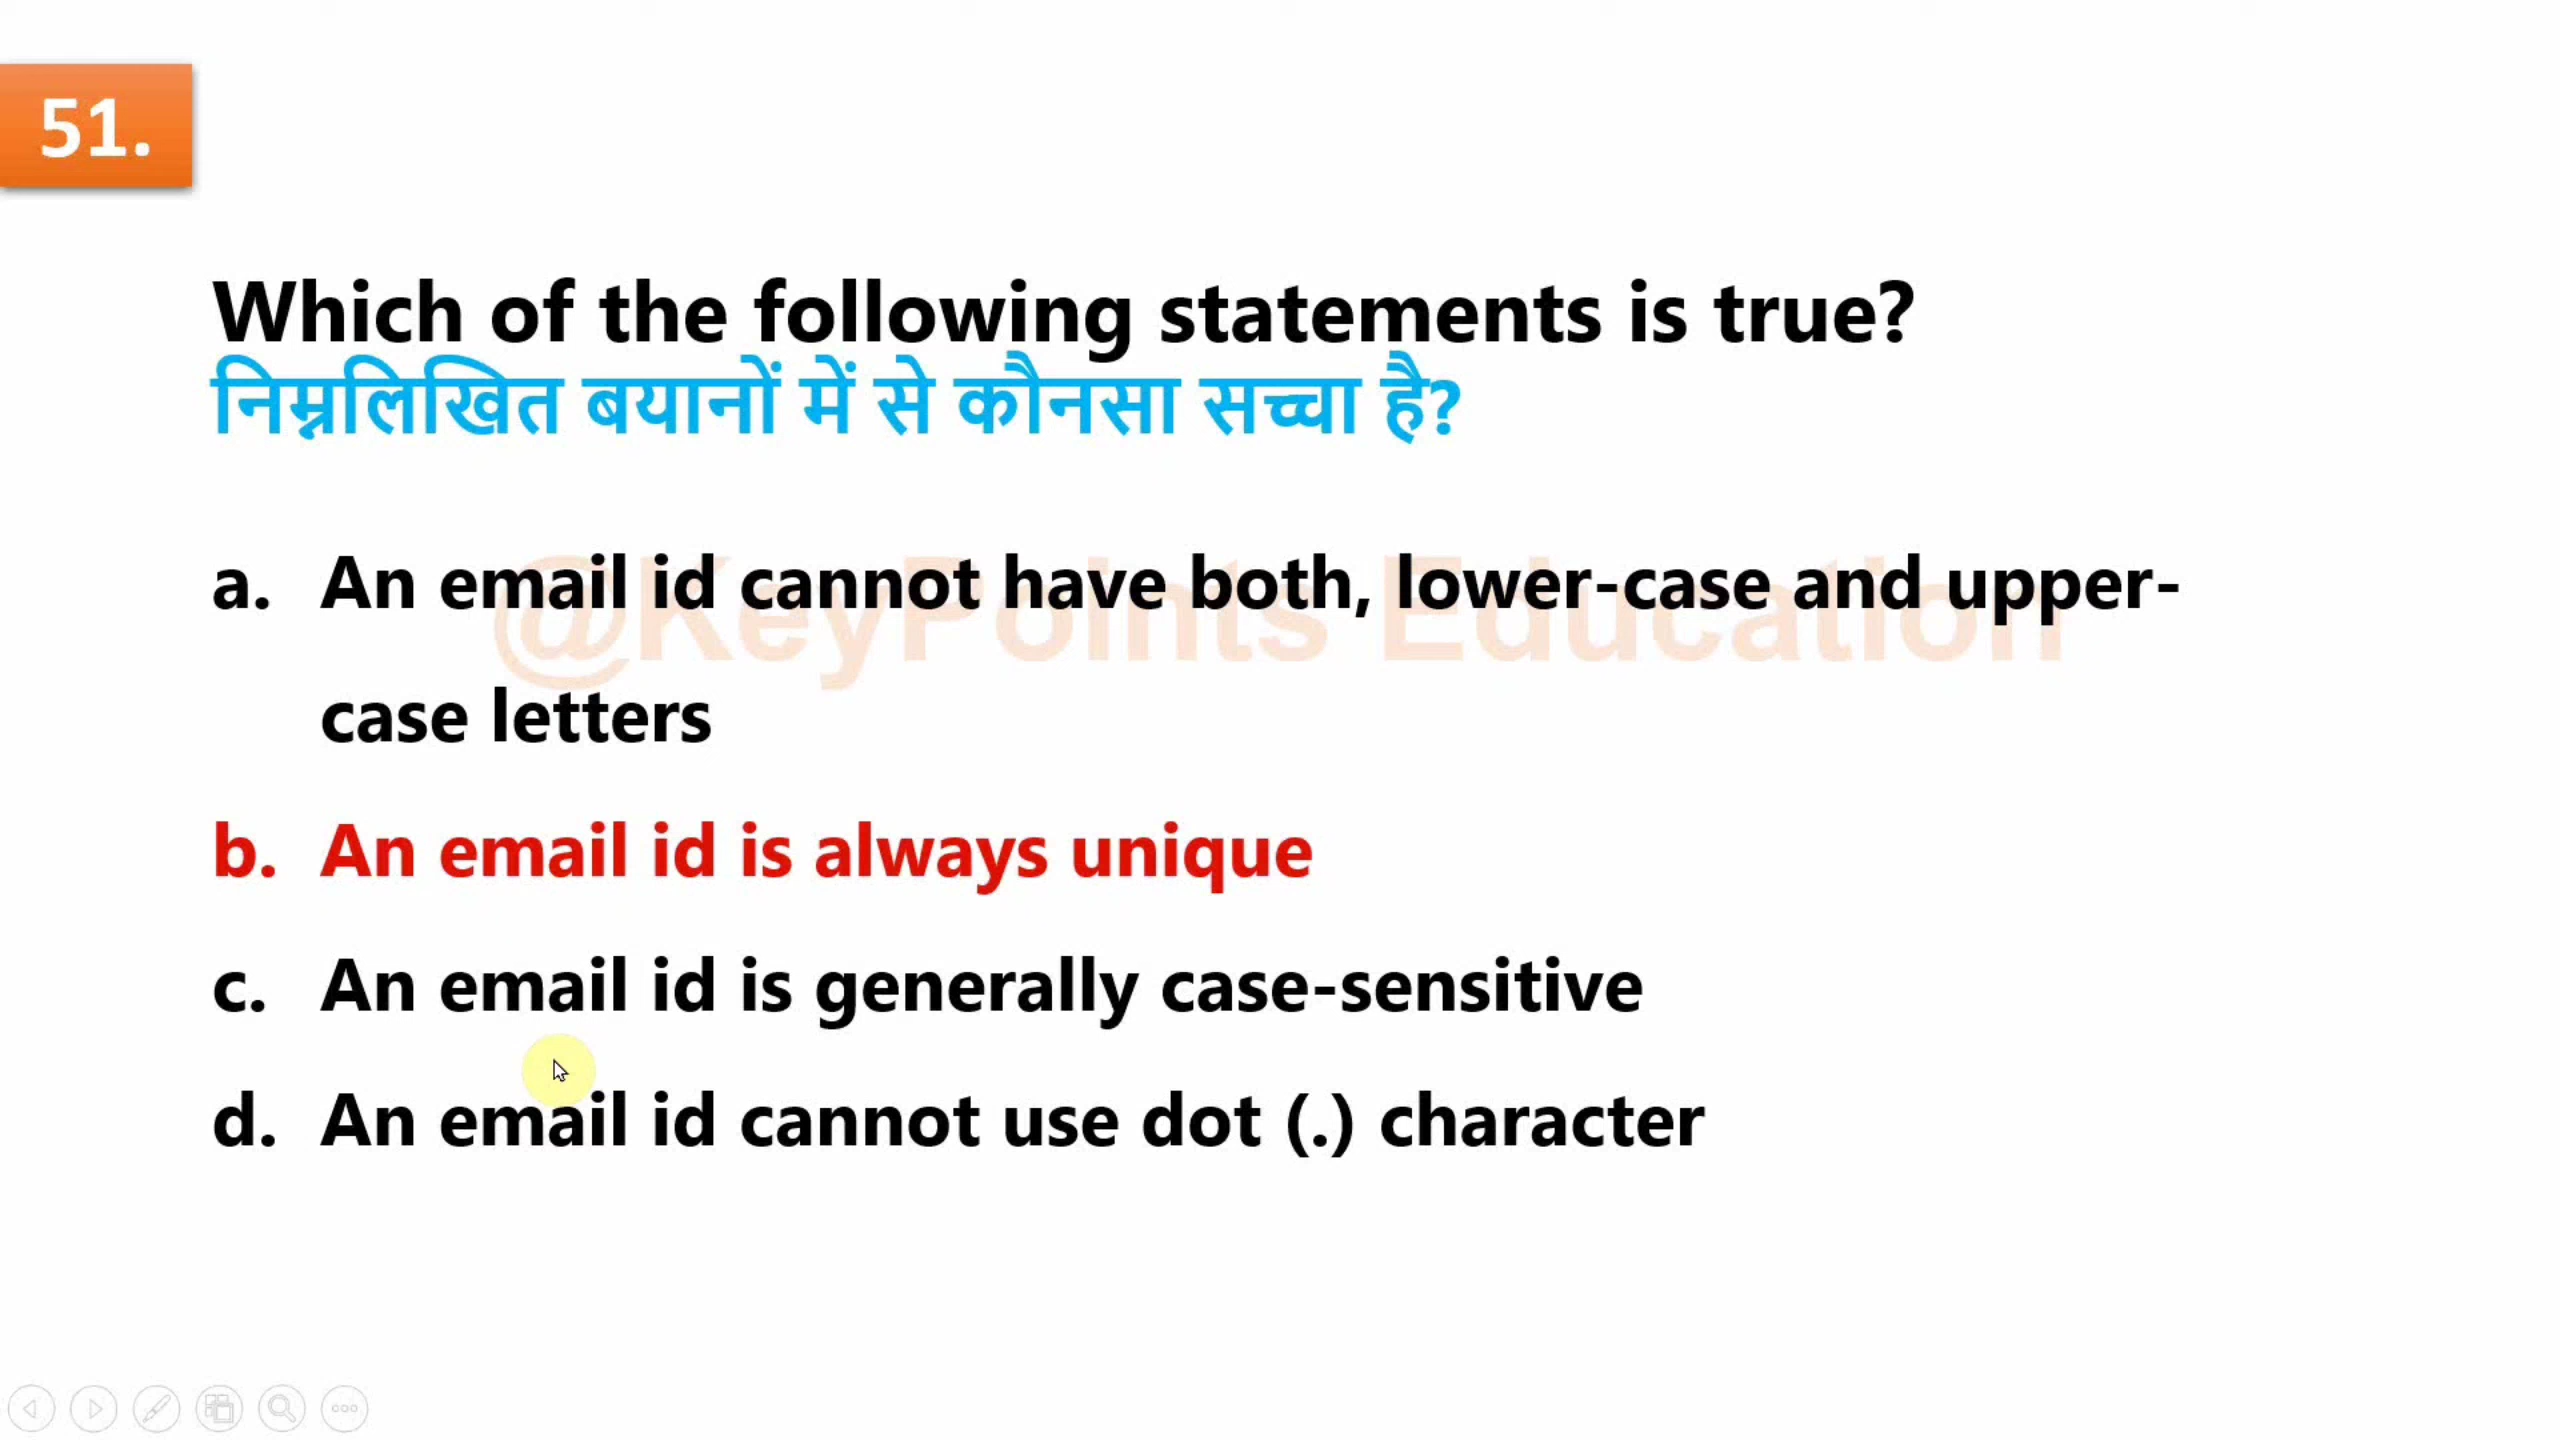 51.
Which of the following statements is true?
निम्नलिखित बयानों में से कौनसा सच्चा है?
@KeyPoints Education
a. An email id cannot have both, lower-case and upper-
case letters
b. An email id is always unique
c. An email id is generally case-sensitive
d. An email id cannot use dot (.) character